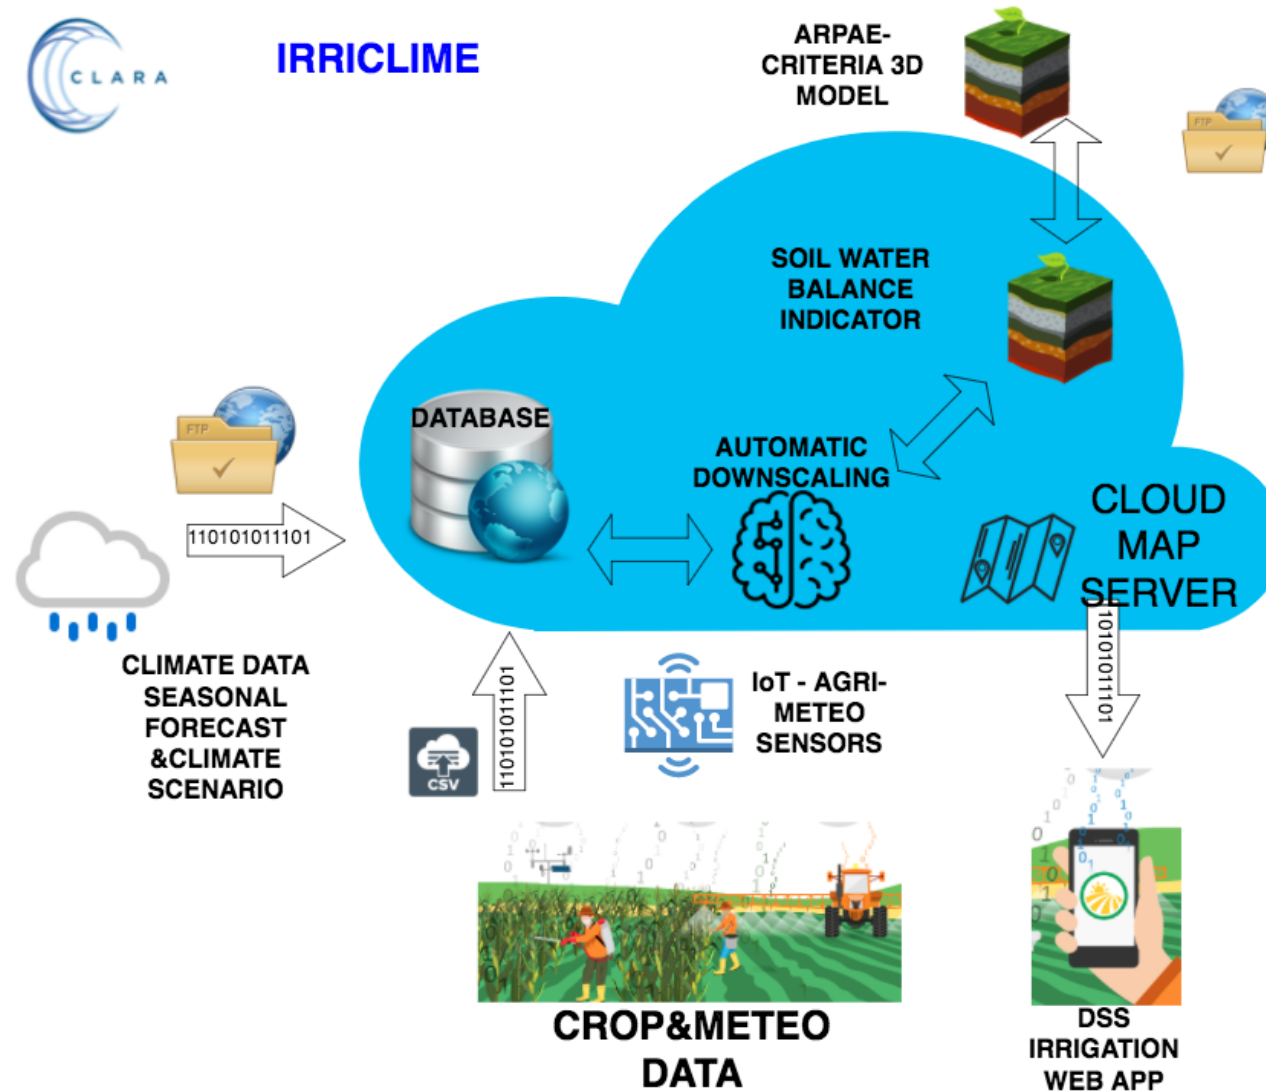 CLARA
IRRICLIME
ARPAE-
CRITERIA 3D
MODEL
FTP
SOIL WATER
BALANCE
INDICATOR
FTP
DATABASE
AUTOMATIC
DOWNSCALING
110101011101
CLOUD
MAP
SERVER
CLIMATE DATA
SEASONAL
FORECAST
&CLIMATE
SCENARIO
110101011101
CSV
IoT - AGRI-
METEO
SENSORS
CROP&METEO
DATA
DSS
IRRIGATION
WEB APP